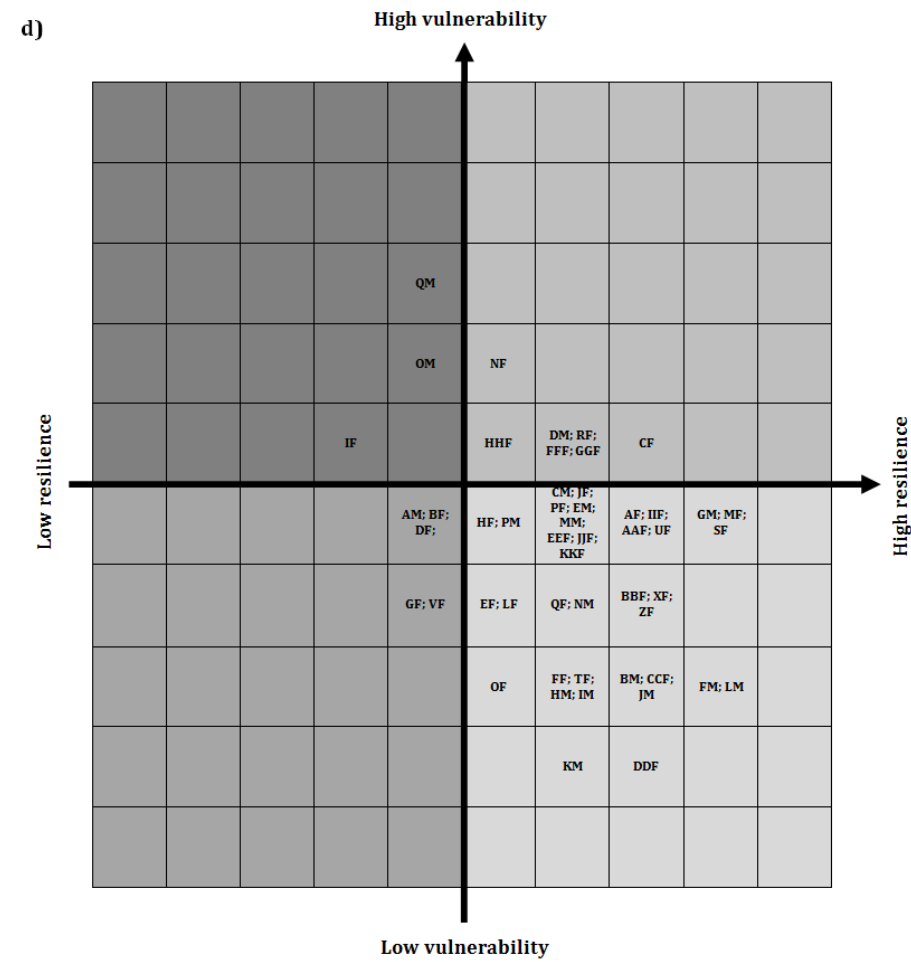 d)
High vulnerability
QM
OM
NF
IF
HHF
DM; RF;
FFF; GGF
CF
Low resilience
High resilience
AM; BF;
DF;
HF; PM
CM; JF;
PF; EM;
MM;
EEF; JJF;
KKF
AF; IIF;
AAF; UF
GM; MF;
SF
GF; VF
EF; LF
QF; NM
BBF; XF;
ZF
OF
FF; TF;
HM; IM
BM; CCF;
JM
FM; LM
KM
DDF
Low vulnerability